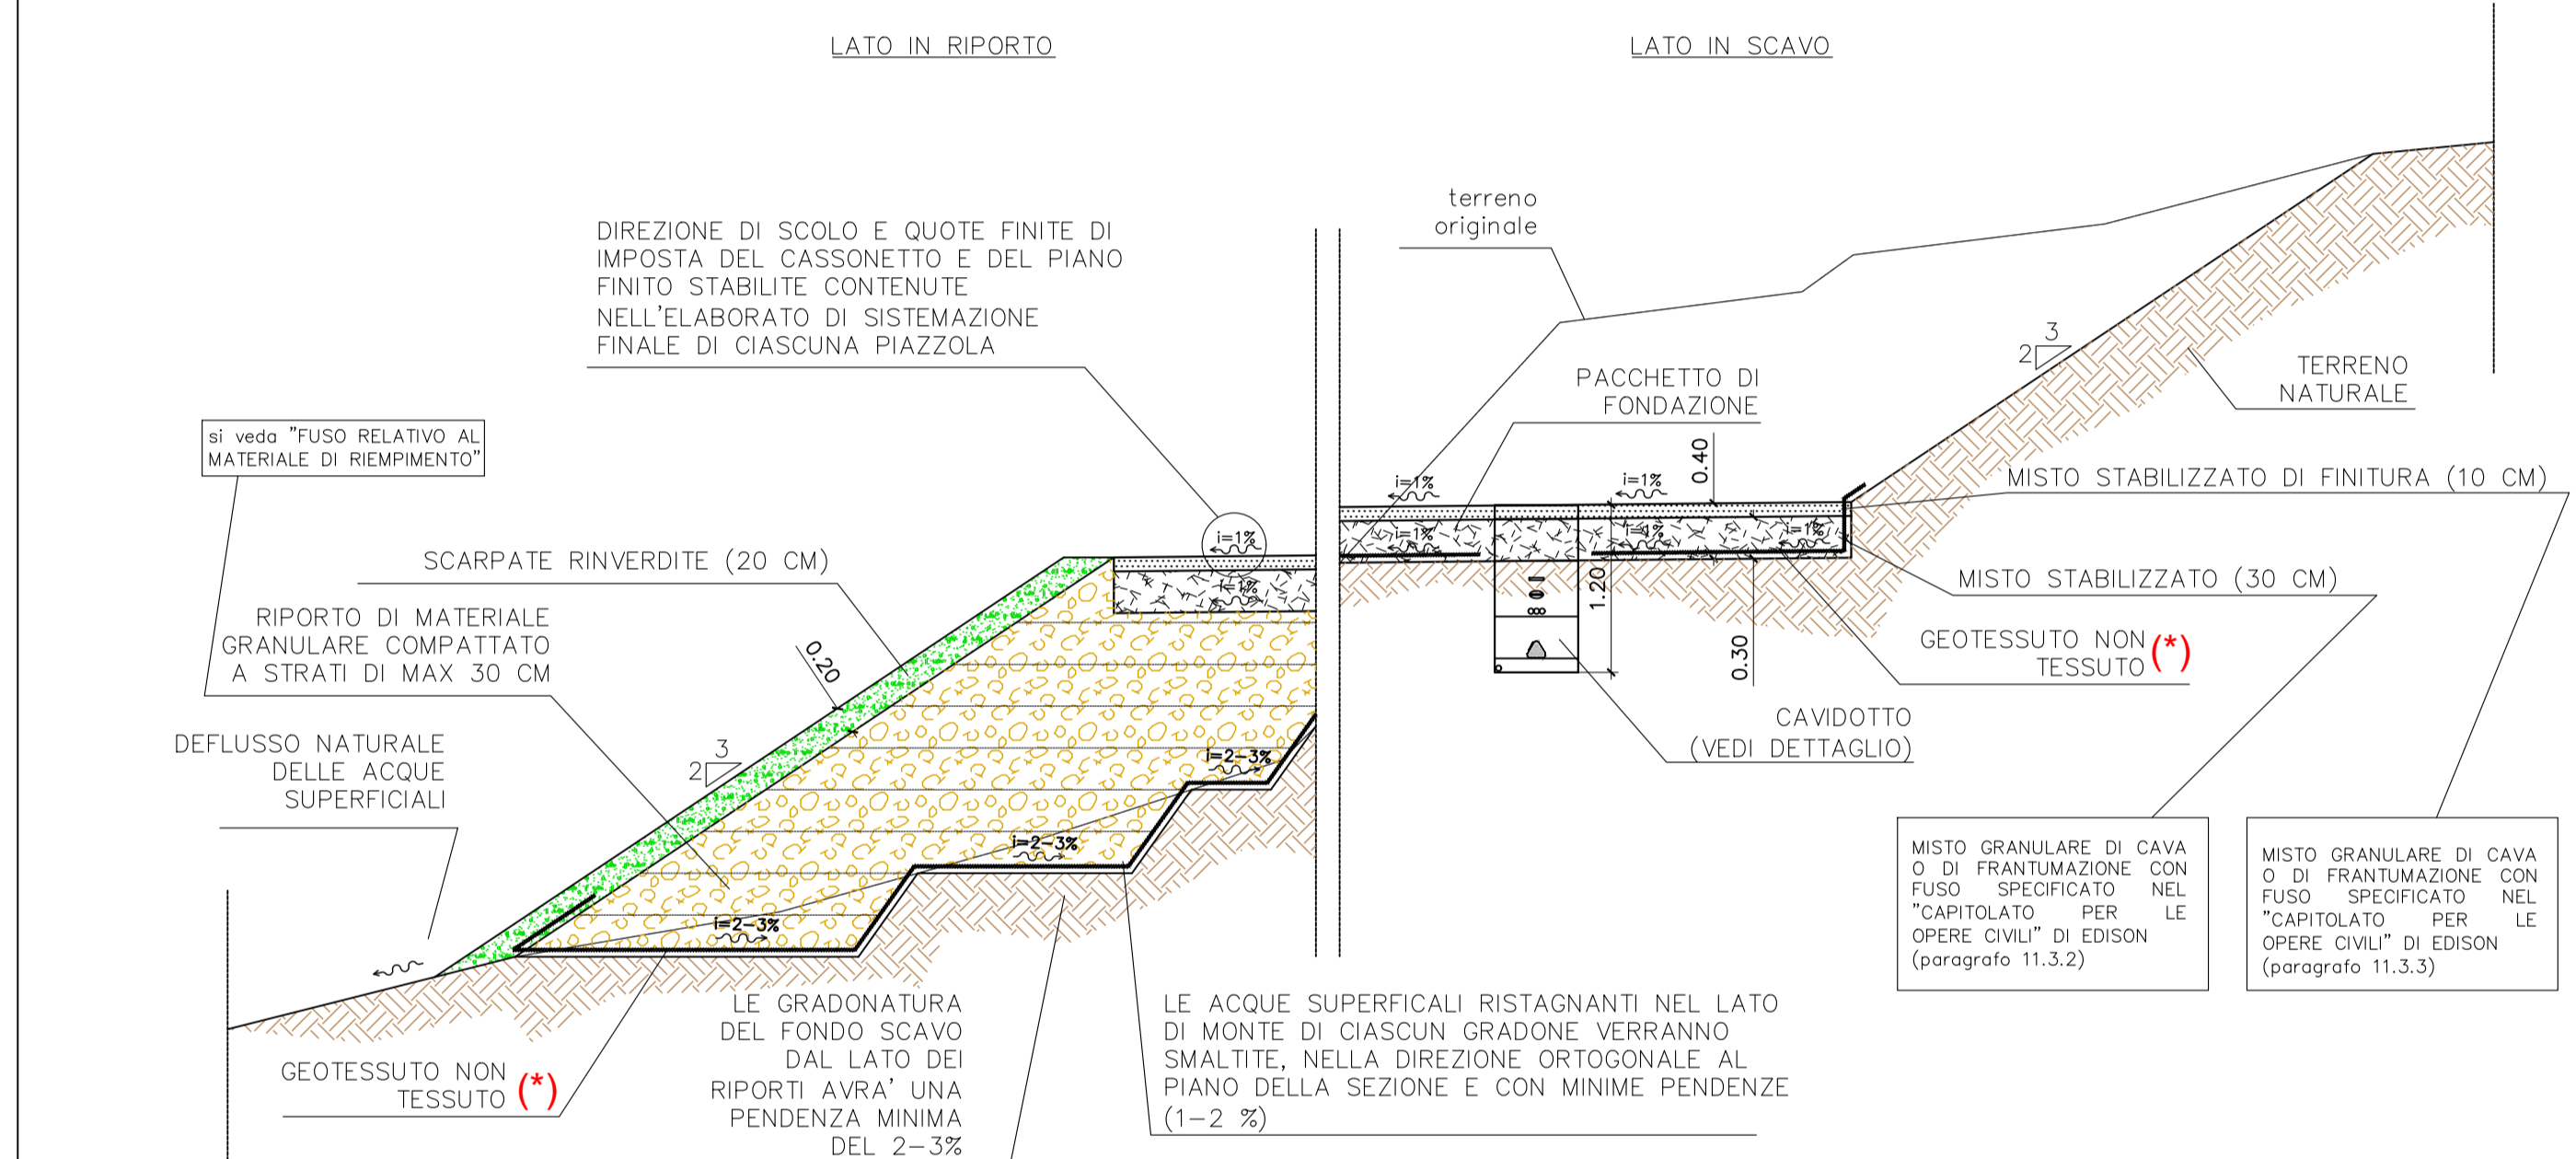 LATO IN RIPORTO
LATO IN SCAVO
DIREZIONE DI SCOLO E QUOTE FINITE DI
IMPOSTA DEL CASSONETTO E DEL PIANO
FINITO STABILITE CONTENUTE
NELL'ELABORATO DI SISTEMAZIONE
FINALE DI CIASCUNA PIAZZOLA
si veda "FUSO RELATIVO AL
MATERIALE DI RIEMPIMENTO"
SCARPATE RINVERDITE (20 CM)
RIPORTO DI MATERIALE
GRANULARE COMPATTATO
A STRATI DI MAX 30 CM
DEFLUSSO NATURALE
DELLE ACQUE
SUPERFICIALI
0.20
3
2
i=1%
i=1%
i=2-3%
i=2-3%
i=2-3%
GEOTESSUTO NON
TESSUTO (*)
LE GRADONATURA
DEL FONDO SCAVO
DAL LATO DEI
RIPORTI AVRA' UNA
PENDENZA MINIMA
DEL 2-3%
LE ACQUE SUPERFICALI RISTAGNANTI NEL LATO
DI MONTE DI CIASCUN GRADONE VERRANNO
SMALTITE, NELLA DIREZIONE ORTOGONALE AL
PIANO DELLA SEZIONE E CON MINIME PENDENZE
(1-2 %)
terreno
originale
PACCHETTO DI
FONDAZIONE
0.40
i=1%
i=1%
i=1%
i=1%
i=1%
1.20
0.30
3
2
TERRENO
NATURALE
MISTO STABILIZZATO DI FINITURA (10 CM)
MISTO STABILIZZATO (30 CM)
GEOTESSUTO NON
TESSUTO (*)
CAVIDOTTO
(VEDI DETTAGLIO)
MISTO GRANULARE DI CAVA
O DI FRANTUMAZIONE CON
FUSO SPECIFICATO NEL
"CAPITOLATO PER LE
OPERE CIVILI" DI EDISON
(paragrafo 11.3.2)
MISTO GRANULARE DI CAVA
O DI FRANTUMAZIONE CON
FUSO SPECIFICATO NEL
"CAPITOLATO PER LE
OPERE CIVILI" DI EDISON
(paragrafo 11.3.3)